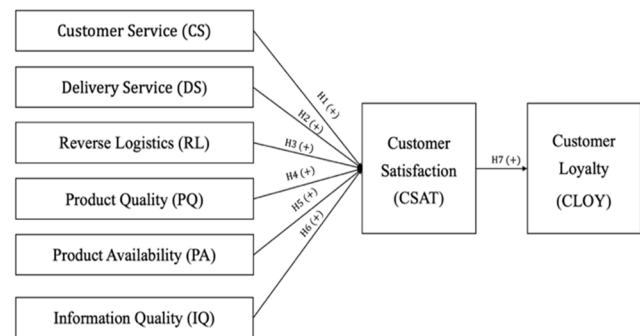 Customer Service (CS)
Delivery Service (DS)
Reverse Logistics (RL)
Product Quality (PQ)
Product Availability (PA)
Information Quality (IQ)
H1 (+)
H2 (+)
H3 (+)
H4 (+)
H5 (+)
H6 (+)
Customer
Satisfaction
(CSAT)
H7 (+)
Customer
Loyalty
(CLOY)